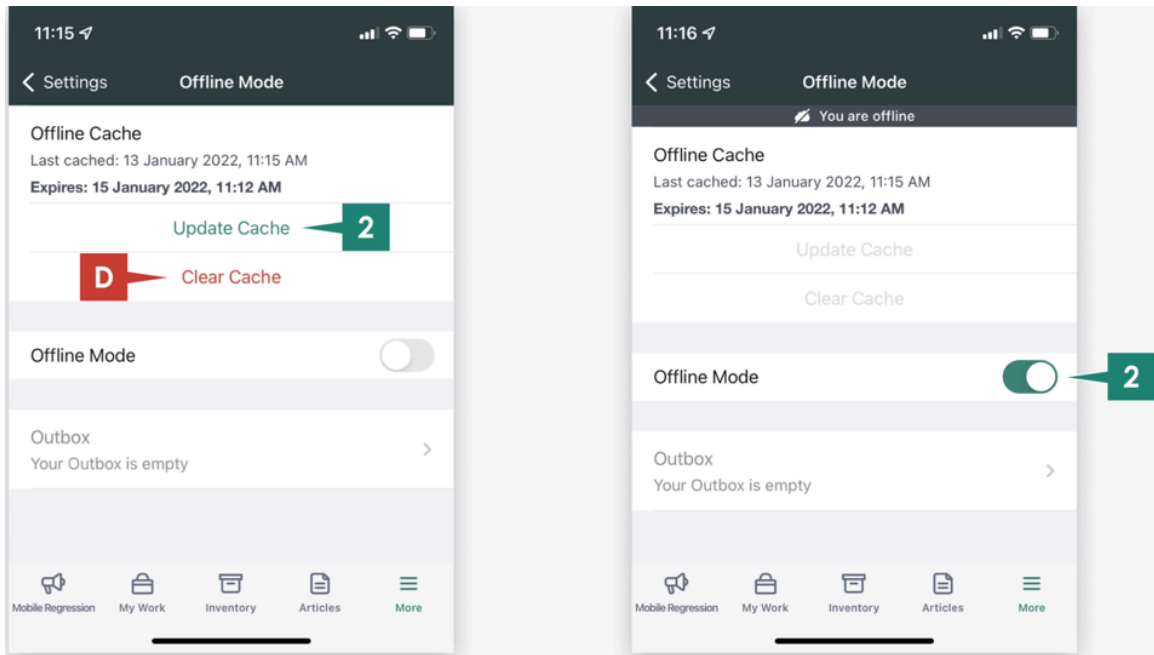 11:15
Settings
Offline Mode
Offline Cache
Last cached: 13 January 2022, 11:15 AM
Expires: 15 January 2022, 11:12 AM
Update Cache
2
D
Clear Cache
Offline Mode
Outbox
Your Outbox is empty
Mobile Regression
My Work
Inventory
Articles
More
11:16
Settings
Offline Mode
You are offline
Offline Cache
Last cached: 13 January 2022, 11:15 AM
Expires: 15 January 2022, 11:12 AM
Update Cache
Clear Cache
Offline Mode
2
Outbox
Your Outbox is empty
Mobile Regression
My Work
Inventory
Articles
More